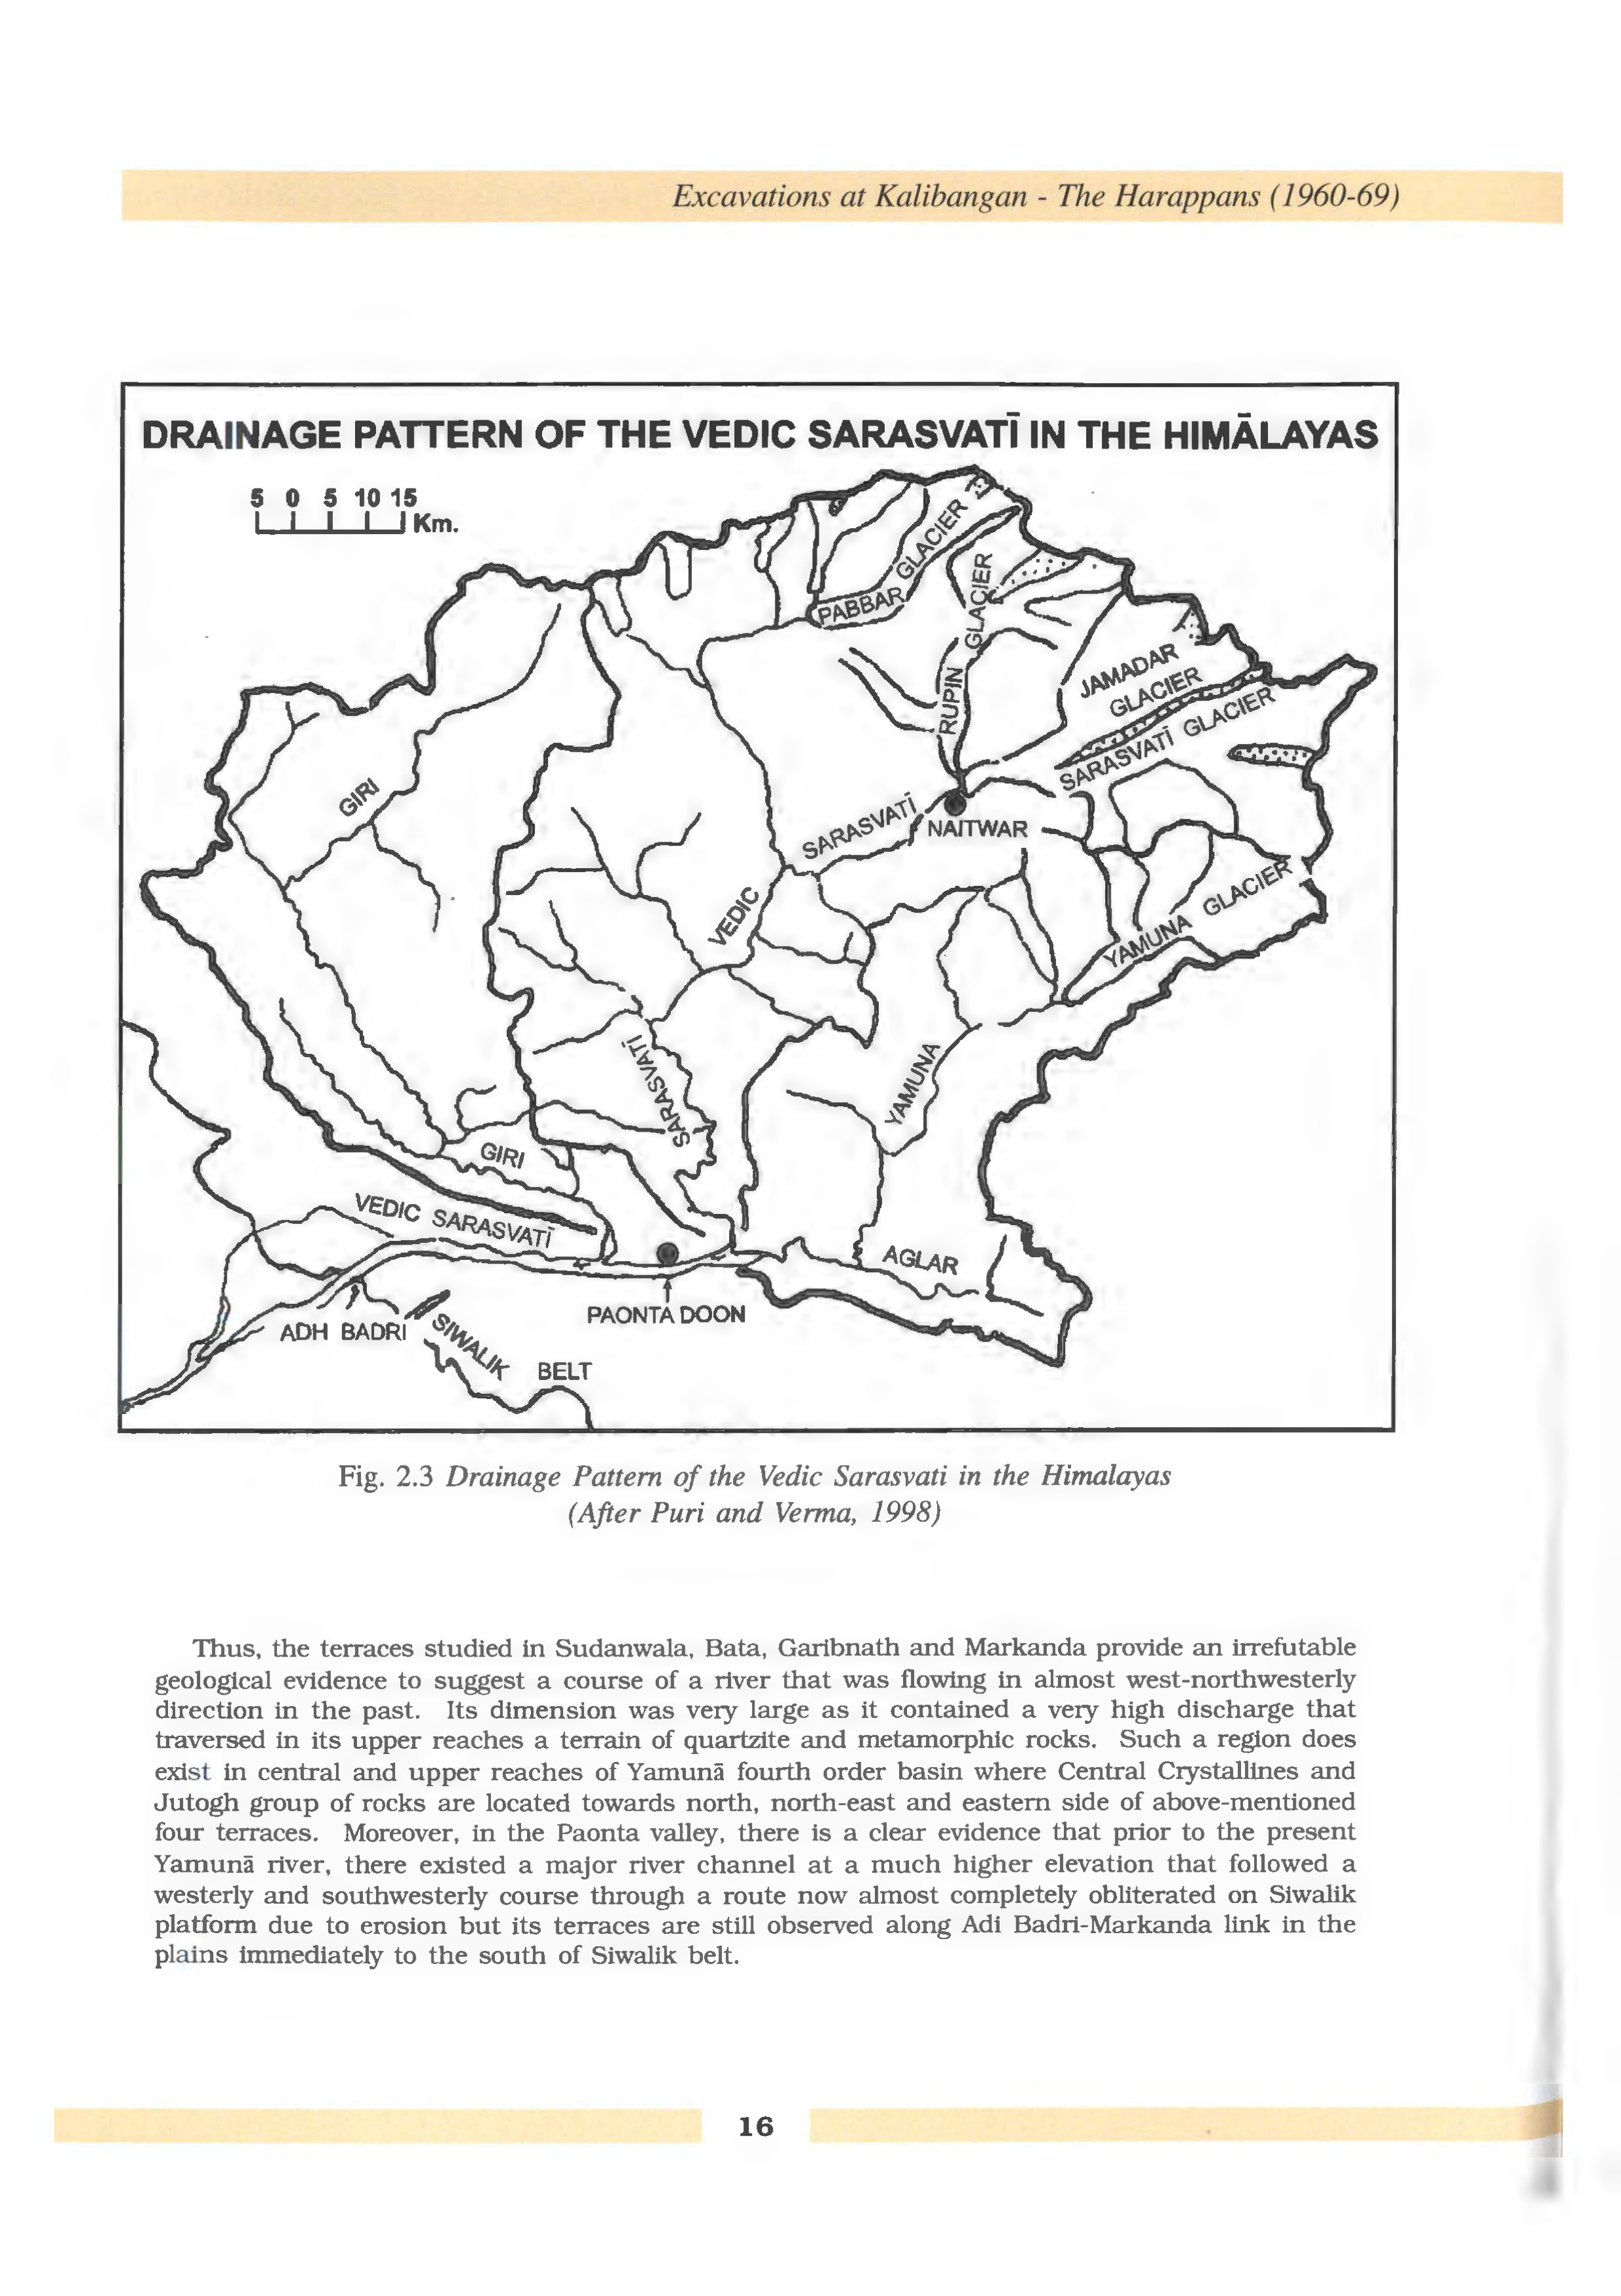 Excavations at Kalibangan - The Harappans (1960-69)
DRAINAGE PATTERN OF THE VEDIC SARASVATĪ IN THE HIMĀLAYAS
5 0 5 10 15
Km.
PABBAR GLACIER
RUPIN GLACIER
JAMADAR
GLACIER
SARASVATĪ GLACIER
GIRI
SARASVATĪ
NAITWAR
VEDIC
YAMUNA GLACIER
SARASVATĪ
YAMUNA
GIRI
VEDIC SARASVATĪ
AGLAR
PAONTA DOON
ADH BADRI
SIWALIK
BELT
Fig. 2.3 Drainage Pattern of the Vedic Sarasvati in the Himalayas
(After Puri and Verma, 1998)
Thus, the terraces studied in Sudanwala, Bata, Garibnath and Markanda provide an irrefutable
geological evidence to suggest a course of a river that was flowing in almost west-northwesterly
direction in the past. Its dimension was very large as it contained a very high discharge that
traversed in its upper reaches a terrain of quartzite and metamorphic rocks. Such a region does
exist in central and upper reaches of Yamunā fourth order basin where Central Crystallines and
Jutogh group of rocks are located towards north, north-east and eastern side of above-mentioned
four terraces. Moreover, in the Paonta valley, there is a clear evidence that prior to the present
Yamunā river, there existed a major river channel at a much higher elevation that followed a
westerly and southwesterly course through a route now almost completely obliterated on Siwalik
platform due to erosion but its terraces are still observed along Adi Badri-Markanda link in the
plains immediately to the south of Siwalik belt.
16